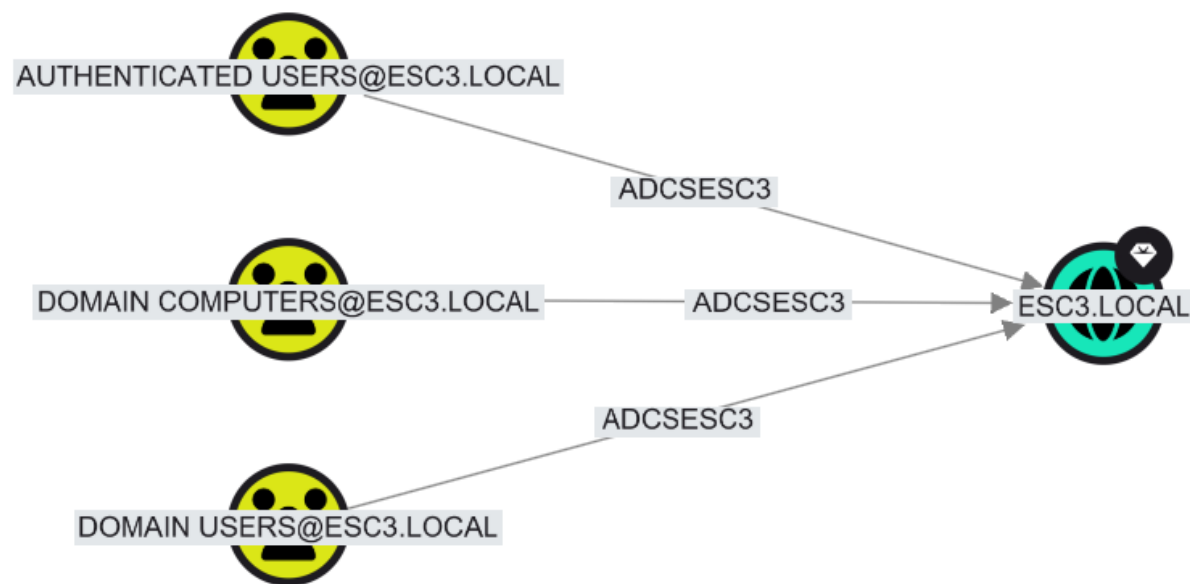 AUTHENTICATED USERS@ESC3.LOCAL
ADCSESC3
DOMAIN COMPUTERS@ESC3.LOCAL
ADCSESC3
ESC3.LOCAL
ADCSESC3
DOMAIN USERS@ESC3.LOCAL